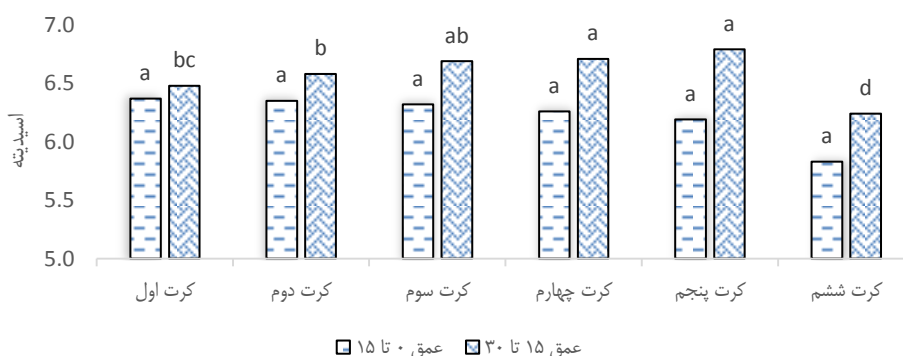 7.0
6.5
6.0
5.5
5.0
اسیدیته
a bc a b a ab a a a a a d
کرت اول کرت دوم کرت سوم کرت چهارم کرت پنجم کرت ششم
عمق ۰ تا ۱۵ عمق ۱۵ تا ۳۰